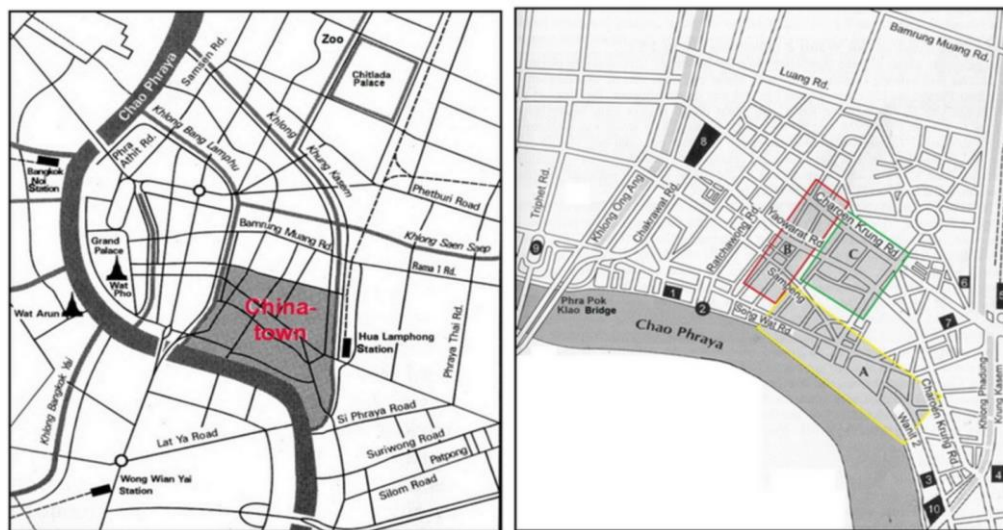 Zoo
Chitlada
Palace
Samsen Rd.
Chao Phraya
Khlong
Khung Kasem
Khlong Bang Lamphu
Phra
Athit Rd.
Bangkok
Noi
Station
Phetburi Road
Bamrung Muang Rd.
Khlong Saen Saep
Rama 1 Rd.
Grand
Palace
Wat
Pho
Wat Arun
China-
town
Hua Lamphong
Station
Phraya Thai Rd.
Khlong Bangkok Yai
Si Phraya Road
Lat Ya Road
Suriwong Road
Patpong
Silom Road
Wong Wian Yai
Station
Bamrung Muang Rd.
Luang Rd.
8
Triphet Rd.
Khlong Ong Ang
Chakrawat Rd.
Ratchawong Rd.
Yaowarat Rd.
Charoen Krung Rd.
B
C
Sampeng
6
1
2
Phra Pok
Klao Bridge
Song Wat Rd.
7
Chao Phraya
A
Charoen Krung Rd
Wanit 2
Khlong Phadung
Krung Kasem
3
4
10